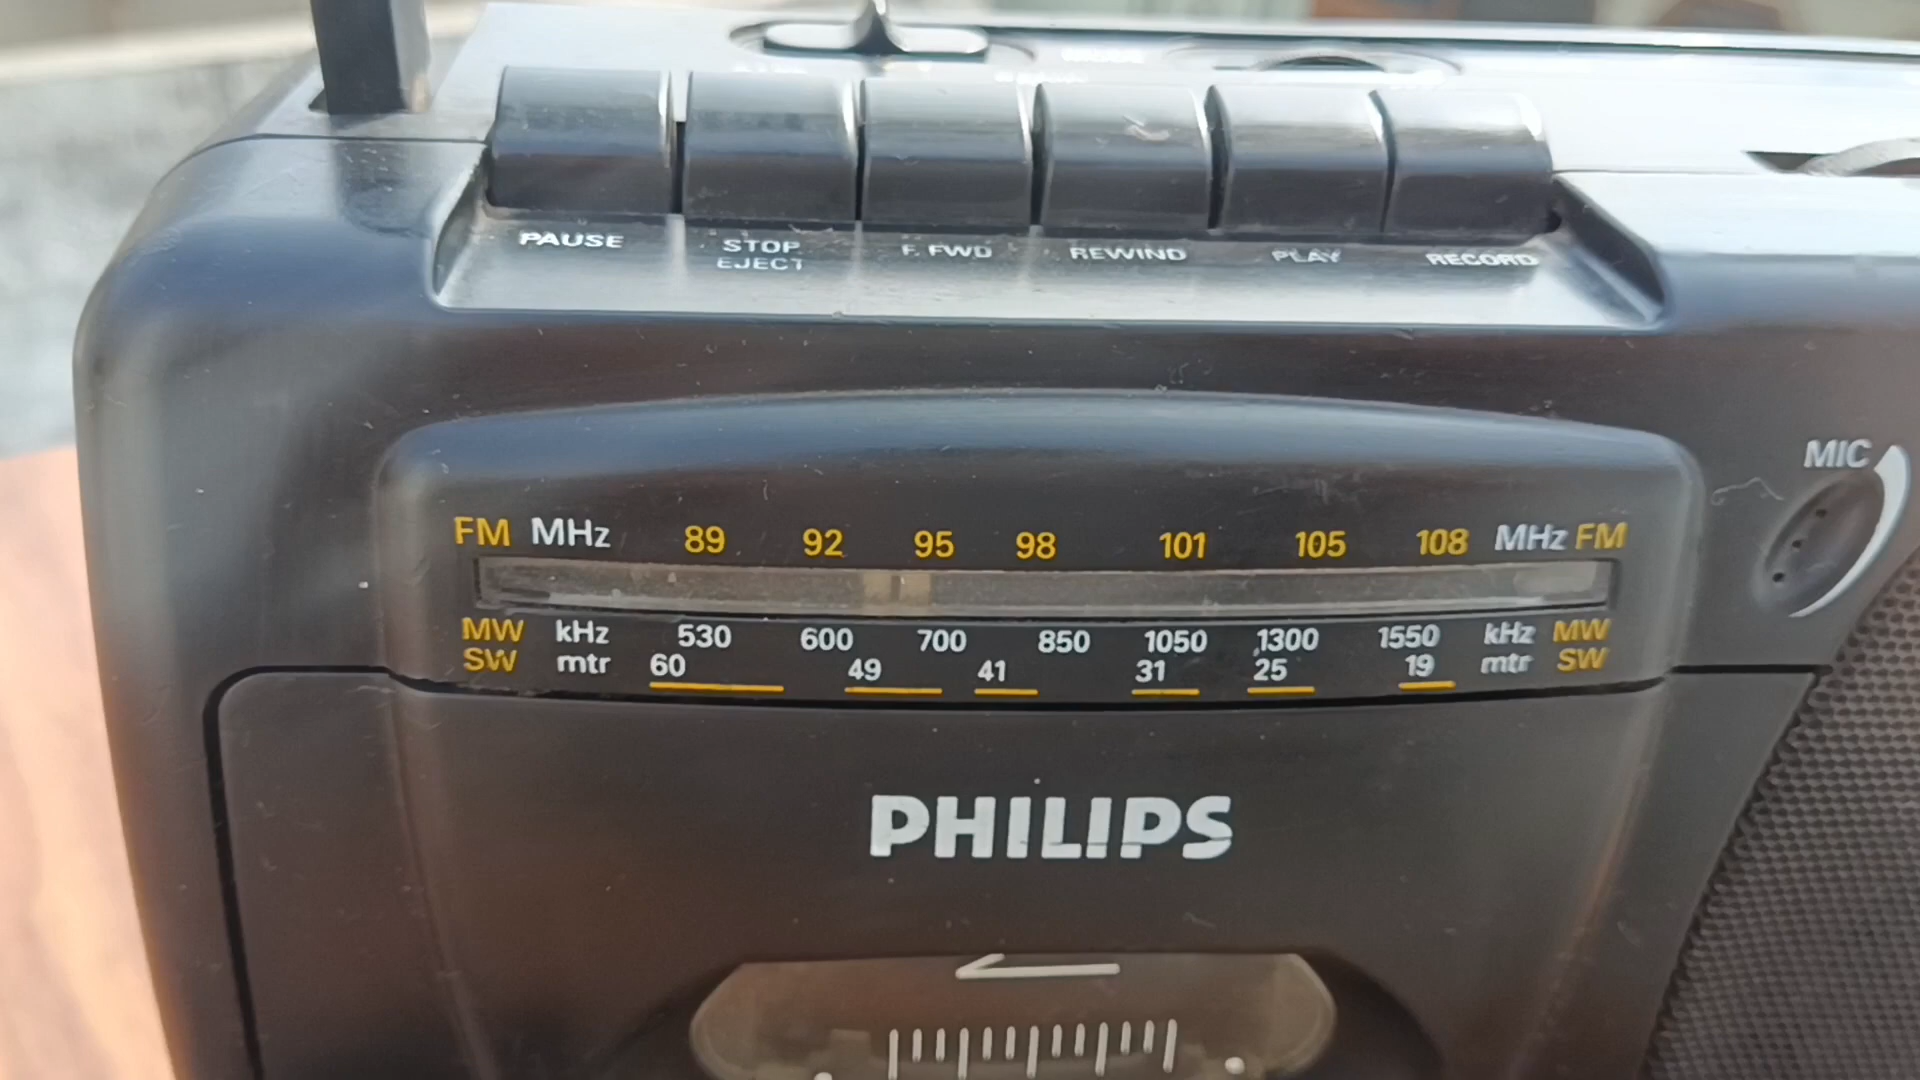 PAUSE STOP EJECT F. FWD REWIND PLAY RECORD
MIC
FM MHz 89 92 95 98 101 105 108 MHz FM
MW kHz 530 600 700 850 1050 1300 1550 kHz MW
SW mtr 60 49 41 31 25 19 mtr SW
PHILIPS